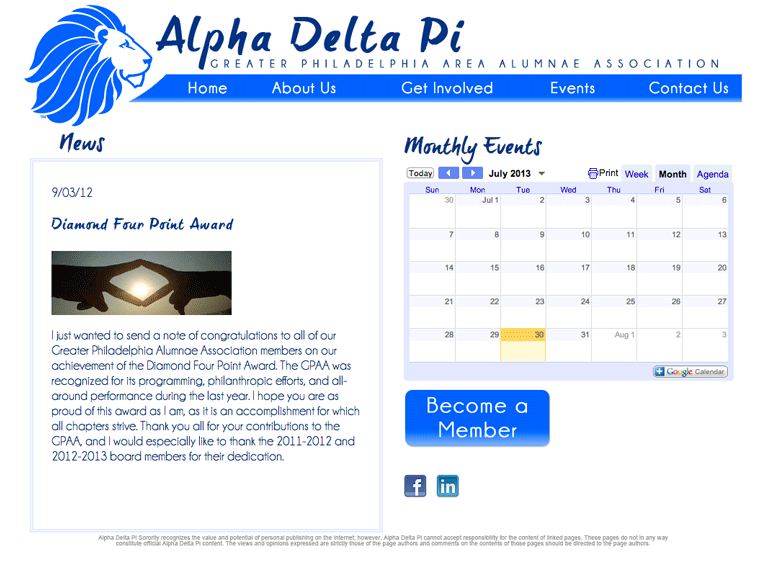 Alpha Delta Pi
GREATER PHILADELPHIA AREA ALUMNAE ASSOCIATION
Home About Us Get Involved Events Contact Us
News
9/03/12
Diamond Four Point Award
I just wanted to send a note of congratulations to all of our
Greater Philadelphia Alumnae Association members on our
achievement of the Diamond Four Point Award. The GPAA was
recognized for its programming, philanthropic efforts, and all-
around performance during the last year. I hope you are as
proud of this award as I am, as it is an accomplishment for which
all chapters strive. Thank you all for your contributions to the
GPAA, and I would especially like to thank the 2011-2012 and
2012-2013 board members for their dedication.
Monthly Events
Today July 2013 Print Week Month Agenda
Sun Mon Tue Wed Thu Fri Sat
30 Jul 1 2 3 4 5 6
7 8 9 10 11 12 13
14 15 16 17 18 19 20
21 22 23 24 25 26 27
28 29 30 31 Aug 1 2 3
Google Calendar
Become a
Member
f in
Alpha Delta Pi Sorority recognizes the value and potential of personal publishing on the internet; however, Alpha Delta Pi cannot accept responsibility for the content of linked pages. These pages do not in any way
constitute official Alpha Delta Pi content. The views and opinions expressed are strictly those of the page authors and comments on the contents of those pages should be directed to the page authors.